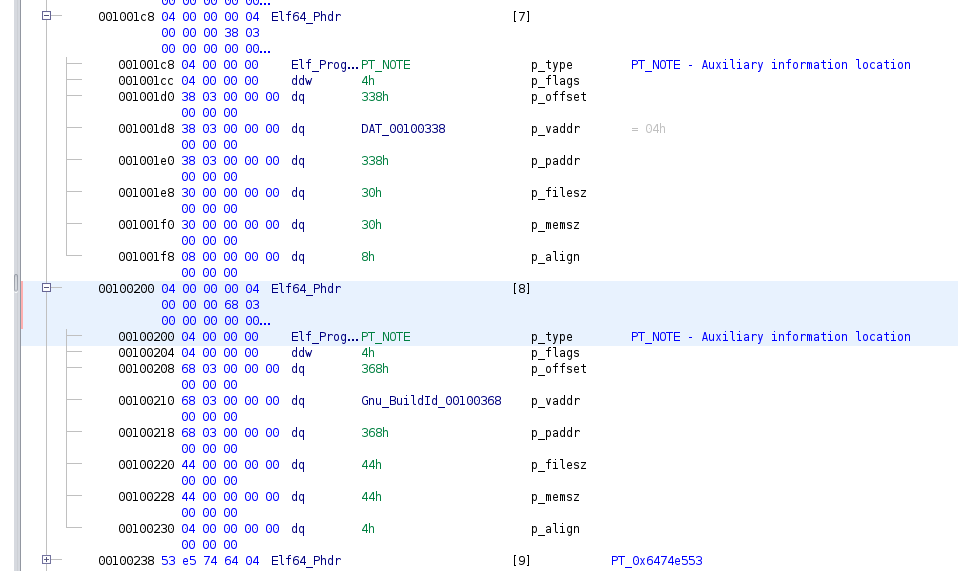 001001c8 04 00 00 00 04 Elf64_Phdr [7]
00 00 00 38 03
00 00 00 00 00...
001001c8 04 00 00 00 Elf_Prog... PT_NOTE p_type PT_NOTE - Auxiliary information location
001001cc 04 00 00 00 ddw 4h p_flags
001001d0 38 03 00 00 00 dq 338h p_offset
00 00 00
001001d8 38 03 00 00 00 dq DAT_00100338 p_vaddr = 04h
00 00 00
001001e0 38 03 00 00 00 dq 338h p_paddr
00 00 00
001001e8 30 00 00 00 00 dq 30h p_filesz
00 00 00
001001f0 30 00 00 00 00 dq 30h p_memsz
00 00 00
001001f8 08 00 00 00 00 dq 8h p_align
00 00 00
00100200 04 00 00 00 04 Elf64_Phdr [8]
00 00 00 68 03
00 00 00 00 00...
00100200 04 00 00 00 Elf_Prog... PT_NOTE p_type PT_NOTE - Auxiliary information location
00100204 04 00 00 00 ddw 4h p_flags
00100208 68 03 00 00 00 dq 368h p_offset
00 00 00
00100210 68 03 00 00 00 dq Gnu_BuildId_00100368 p_vaddr
00 00 00
00100218 68 03 00 00 00 dq 368h p_paddr
00 00 00
00100220 44 00 00 00 00 dq 44h p_filesz
00 00 00
00100228 44 00 00 00 00 dq 44h p_memsz
00 00 00
00100230 04 00 00 00 00 dq 4h p_align
00 00 00
00100238 53 e5 74 64 04 Elf64_Phdr [9] PT_0x6474e553